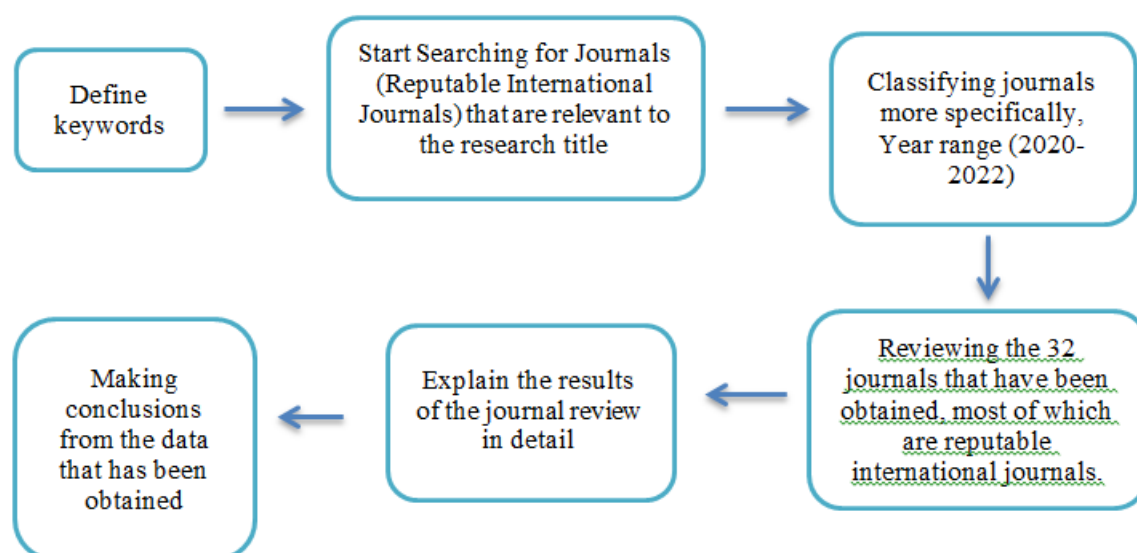 Define
keywords
Start Searching for Journals
(Reputable International
Journals) that are relevant to
the research title
Classifying journals
more specifically,
Year range (2020-
2022)
Reviewing the 32
journals that have been
obtained, most of which
are reputable
international journals.
Explain the results
of the journal review
in detail
Making
conclusions
from the data
that has been
obtained